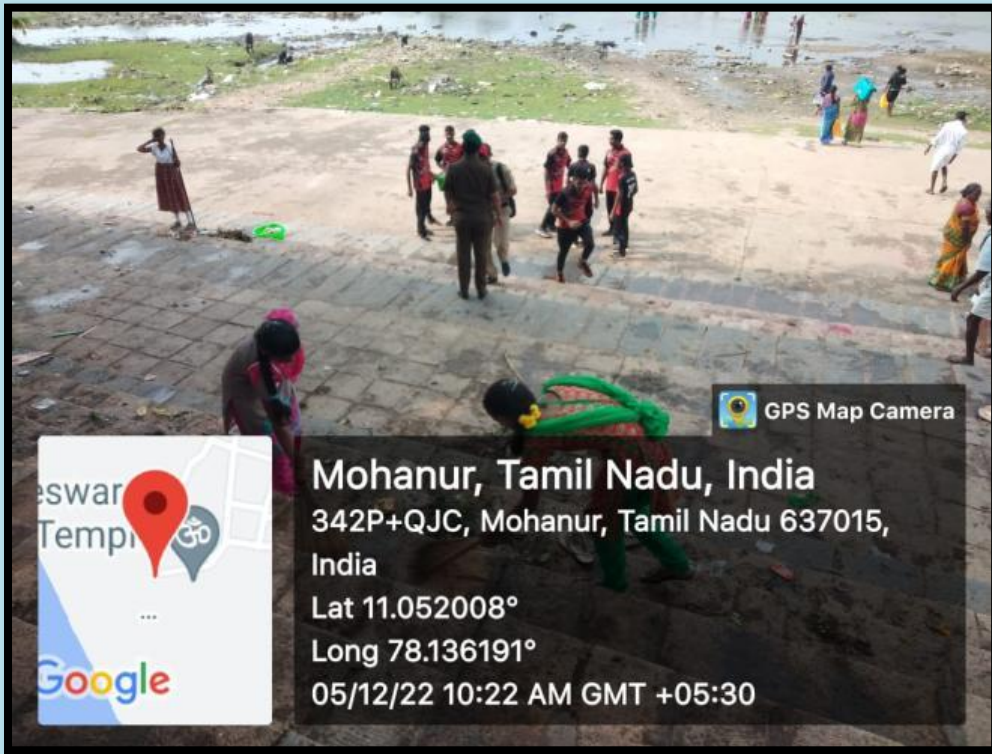 GPS Map Camera
Mohanur, Tamil Nadu, India
342P+QJC, Mohanur, Tamil Nadu 637015,
India
Lat 11.052008°
Long 78.136191°
05/12/22 10:22 AM GMT +05:30
eswar
Temp
ॐ
...
Google